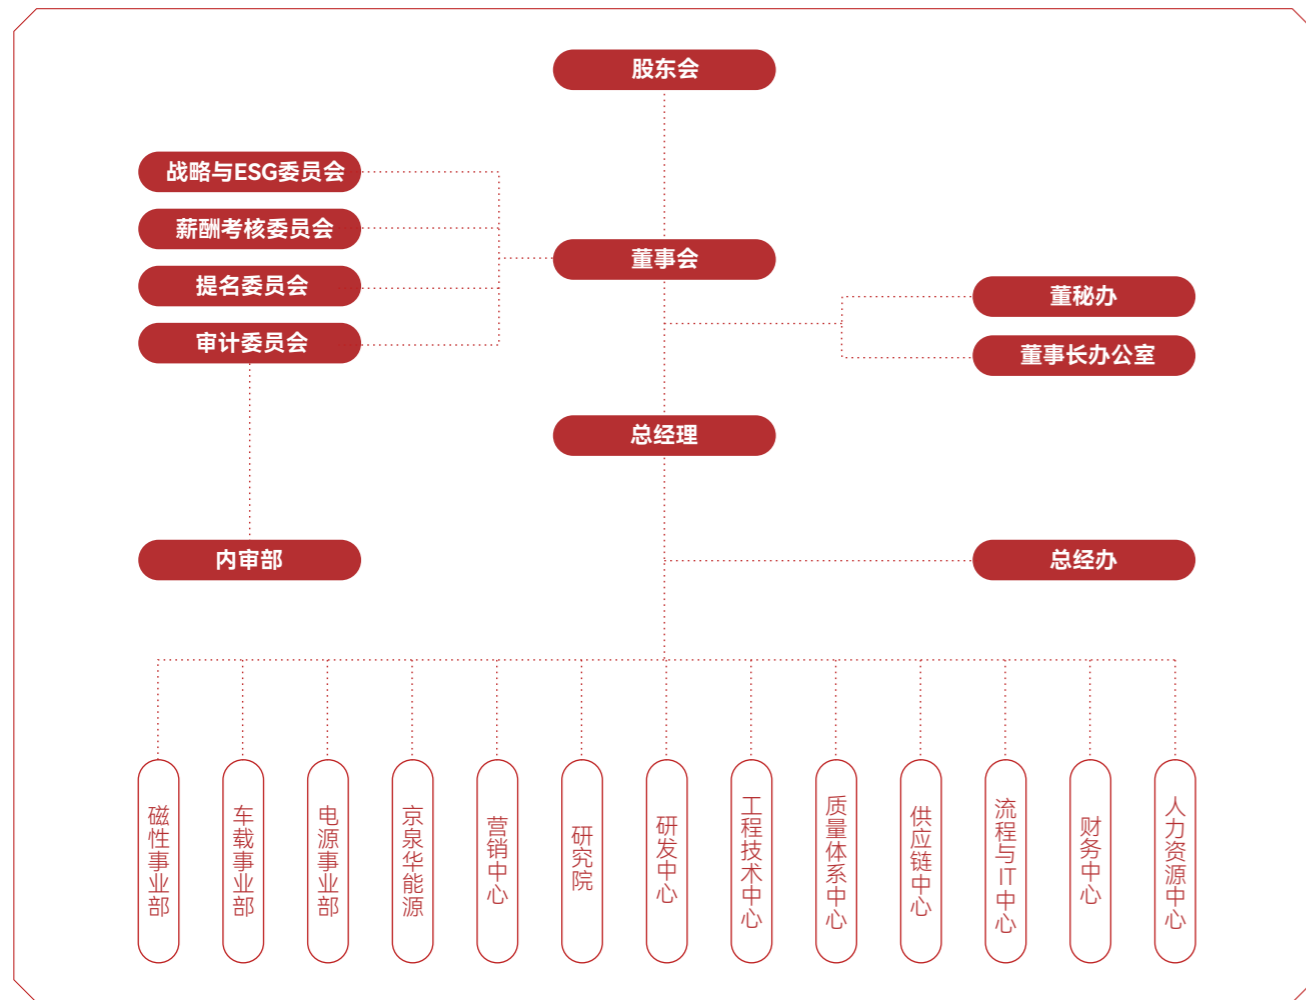 股东会
战略与ESG委员会
薪酬考核委员会
董事会
提名委员会
董秘办
审计委员会
董事长办公室
总经理
内审部
总经办
磁性事业部
车载事业部
电源事业部
京泉华能源
营销中心
研究院
研发中心
工程技术中心
质量体系中心
供应链中心
流程与IT中心
财务中心
人力资源中心